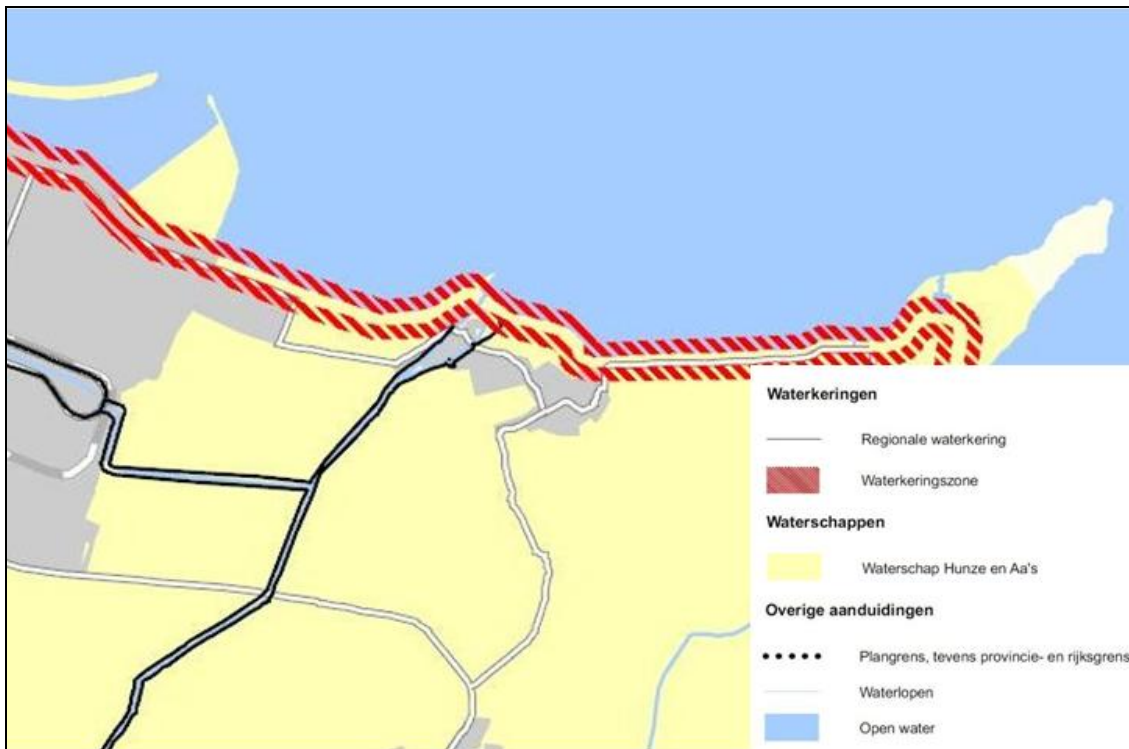 Waterkeringen
Regionale waterkering
Waterkeringszone
Waterschappen
Waterschap Hunze en Aa's
Overige aanduidingen
Plangrens, tevens provincie- en rijksgrens
Waterlopen
Open water